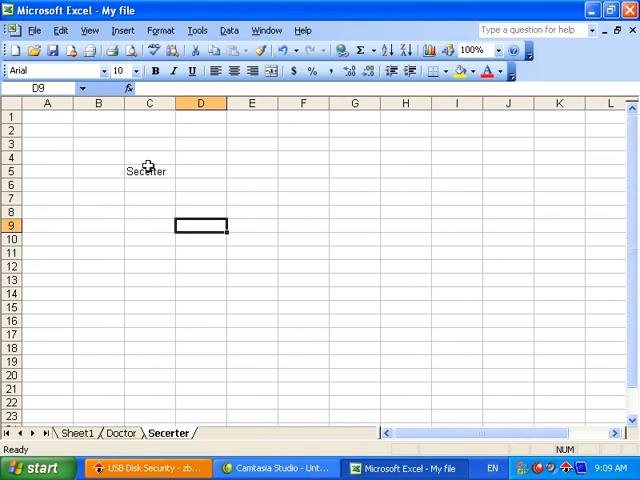 Microsoft Excel - My file
File Edit View Insert Format Tools Data Window Help
Type a question for help
100%
Arial 10 B I U $ % ,
D9 fx
A B C D E F G H I J K L
1
2
3
4
5 Secerter
6
7
8
9
10
11
12
13
14
15
16
17
18
19
20
21
22
23
Sheet1 Doctor Secerter
Ready NUM
start USB Disk Security - zb... Camtasia Studio - Unt... Microsoft Excel - My file EN 9:09 AM